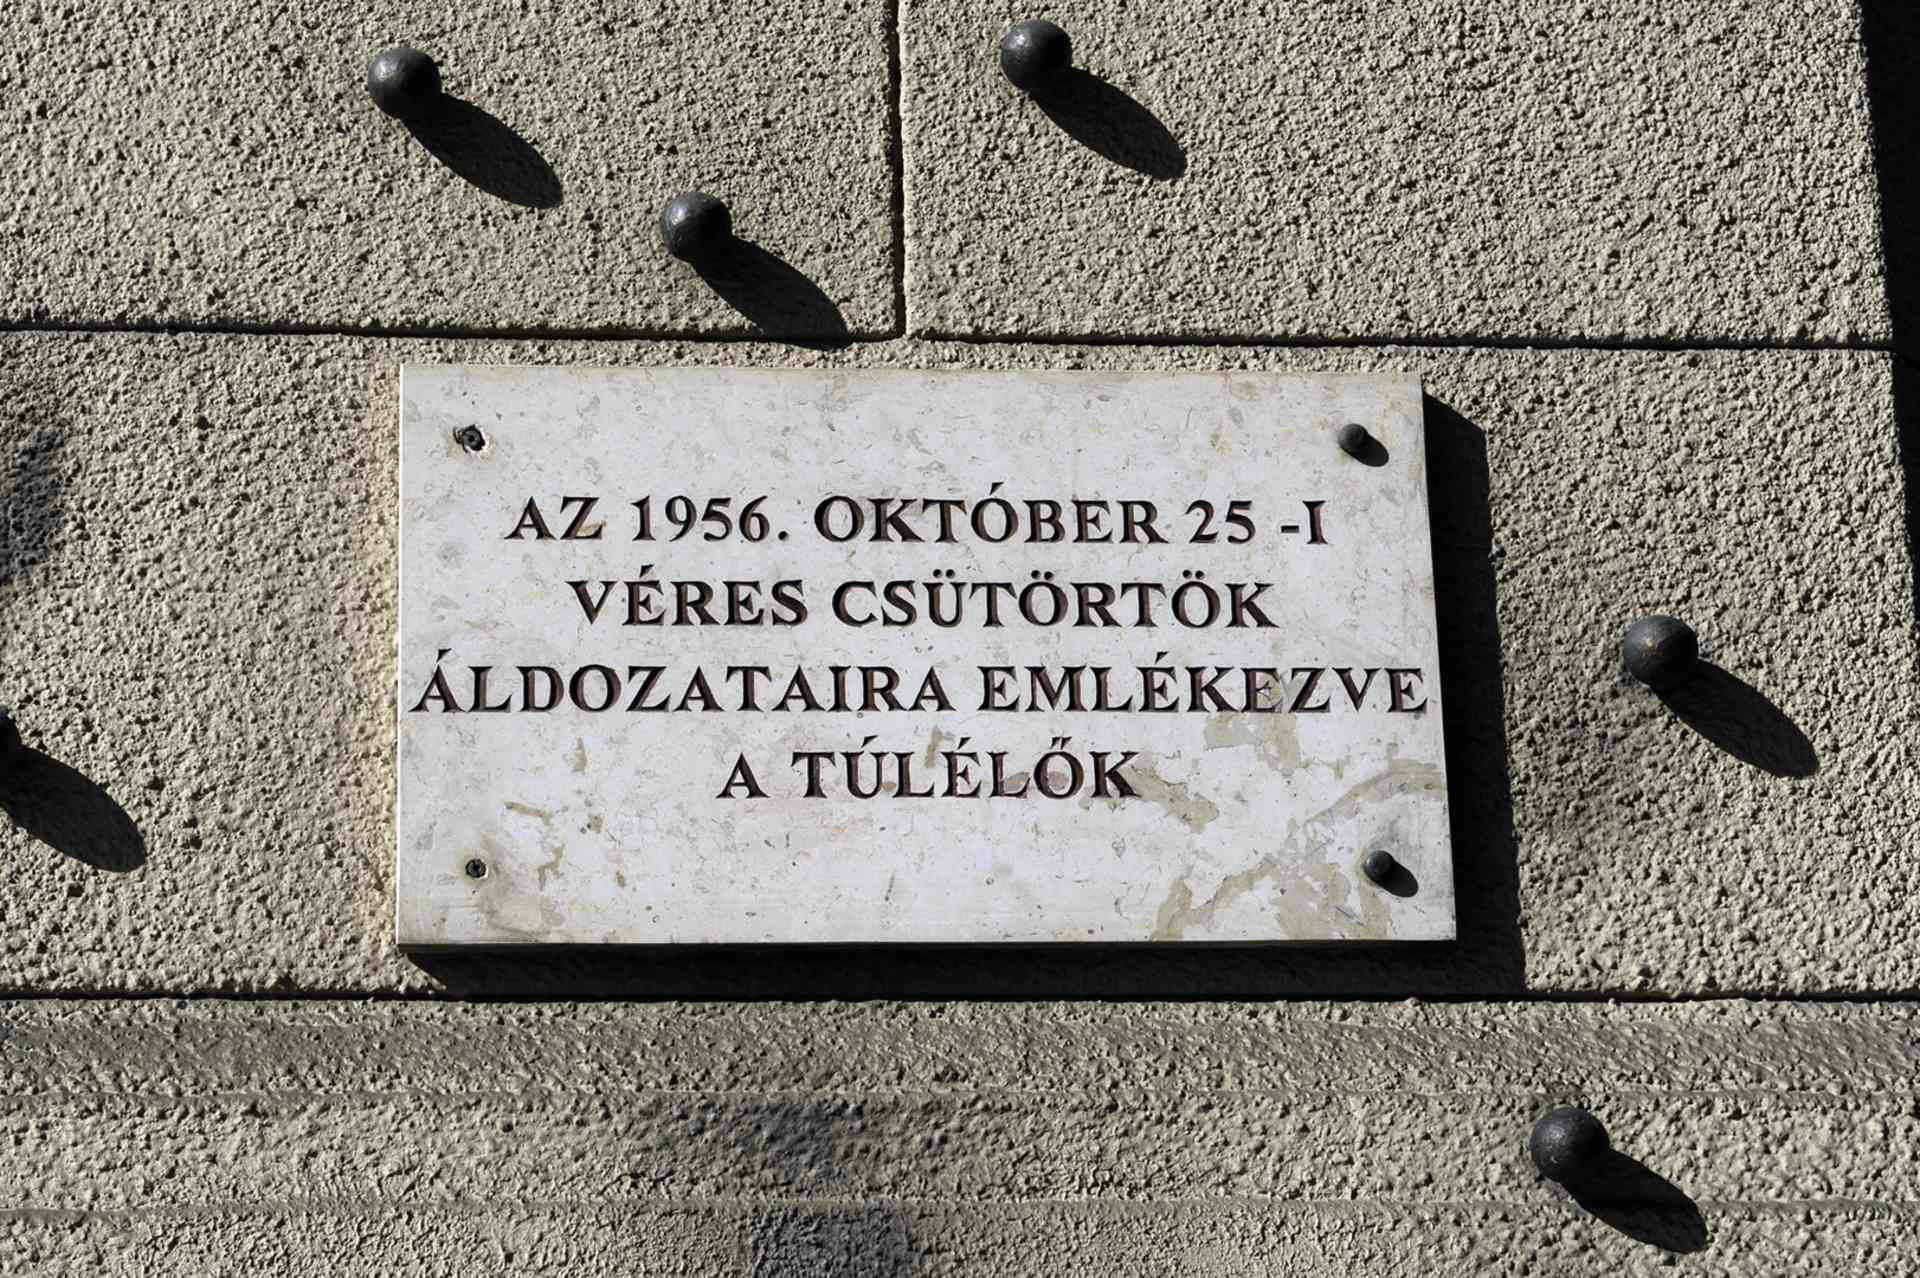 AZ 1956. OKTÓBER 25 -I
VÉRES CSÜTÖRTÖK
ÁLDOZATAIRA EMLÉKEZVE
A TÚLÉLŐK